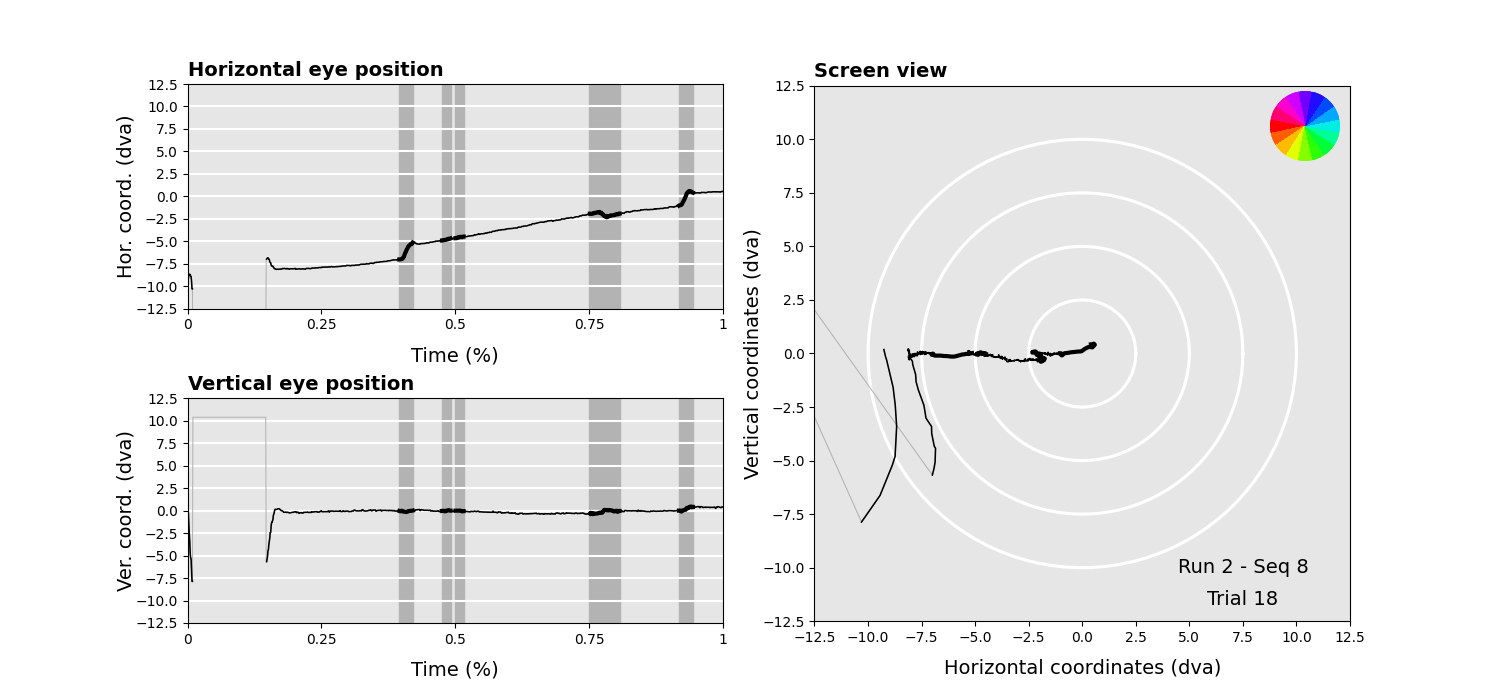 Horizontal eye position
Hor. coord. (dva)
12.5
10.0
7.5
5.0
2.5
0.0
−2.5
−5.0
−7.5
−10.0
−12.5
0 0.25 0.5 0.75 1
Time (%)
Vertical eye position
Ver. coord. (dva)
12.5
10.0
7.5
5.0
2.5
0.0
−2.5
−5.0
−7.5
−10.0
−12.5
0 0.25 0.5 0.75 1
Time (%)
Screen view
Vertical coordinates (dva)
12.5
10.0
7.5
5.0
2.5
0.0
−2.5
−5.0
−7.5
−10.0
−12.5
Run 2 - Seq 8
Trial 18
−12.5 −10.0 −7.5 −5.0 −2.5 0.0 2.5 5.0 7.5 10.0 12.5
Horizontal coordinates (dva)